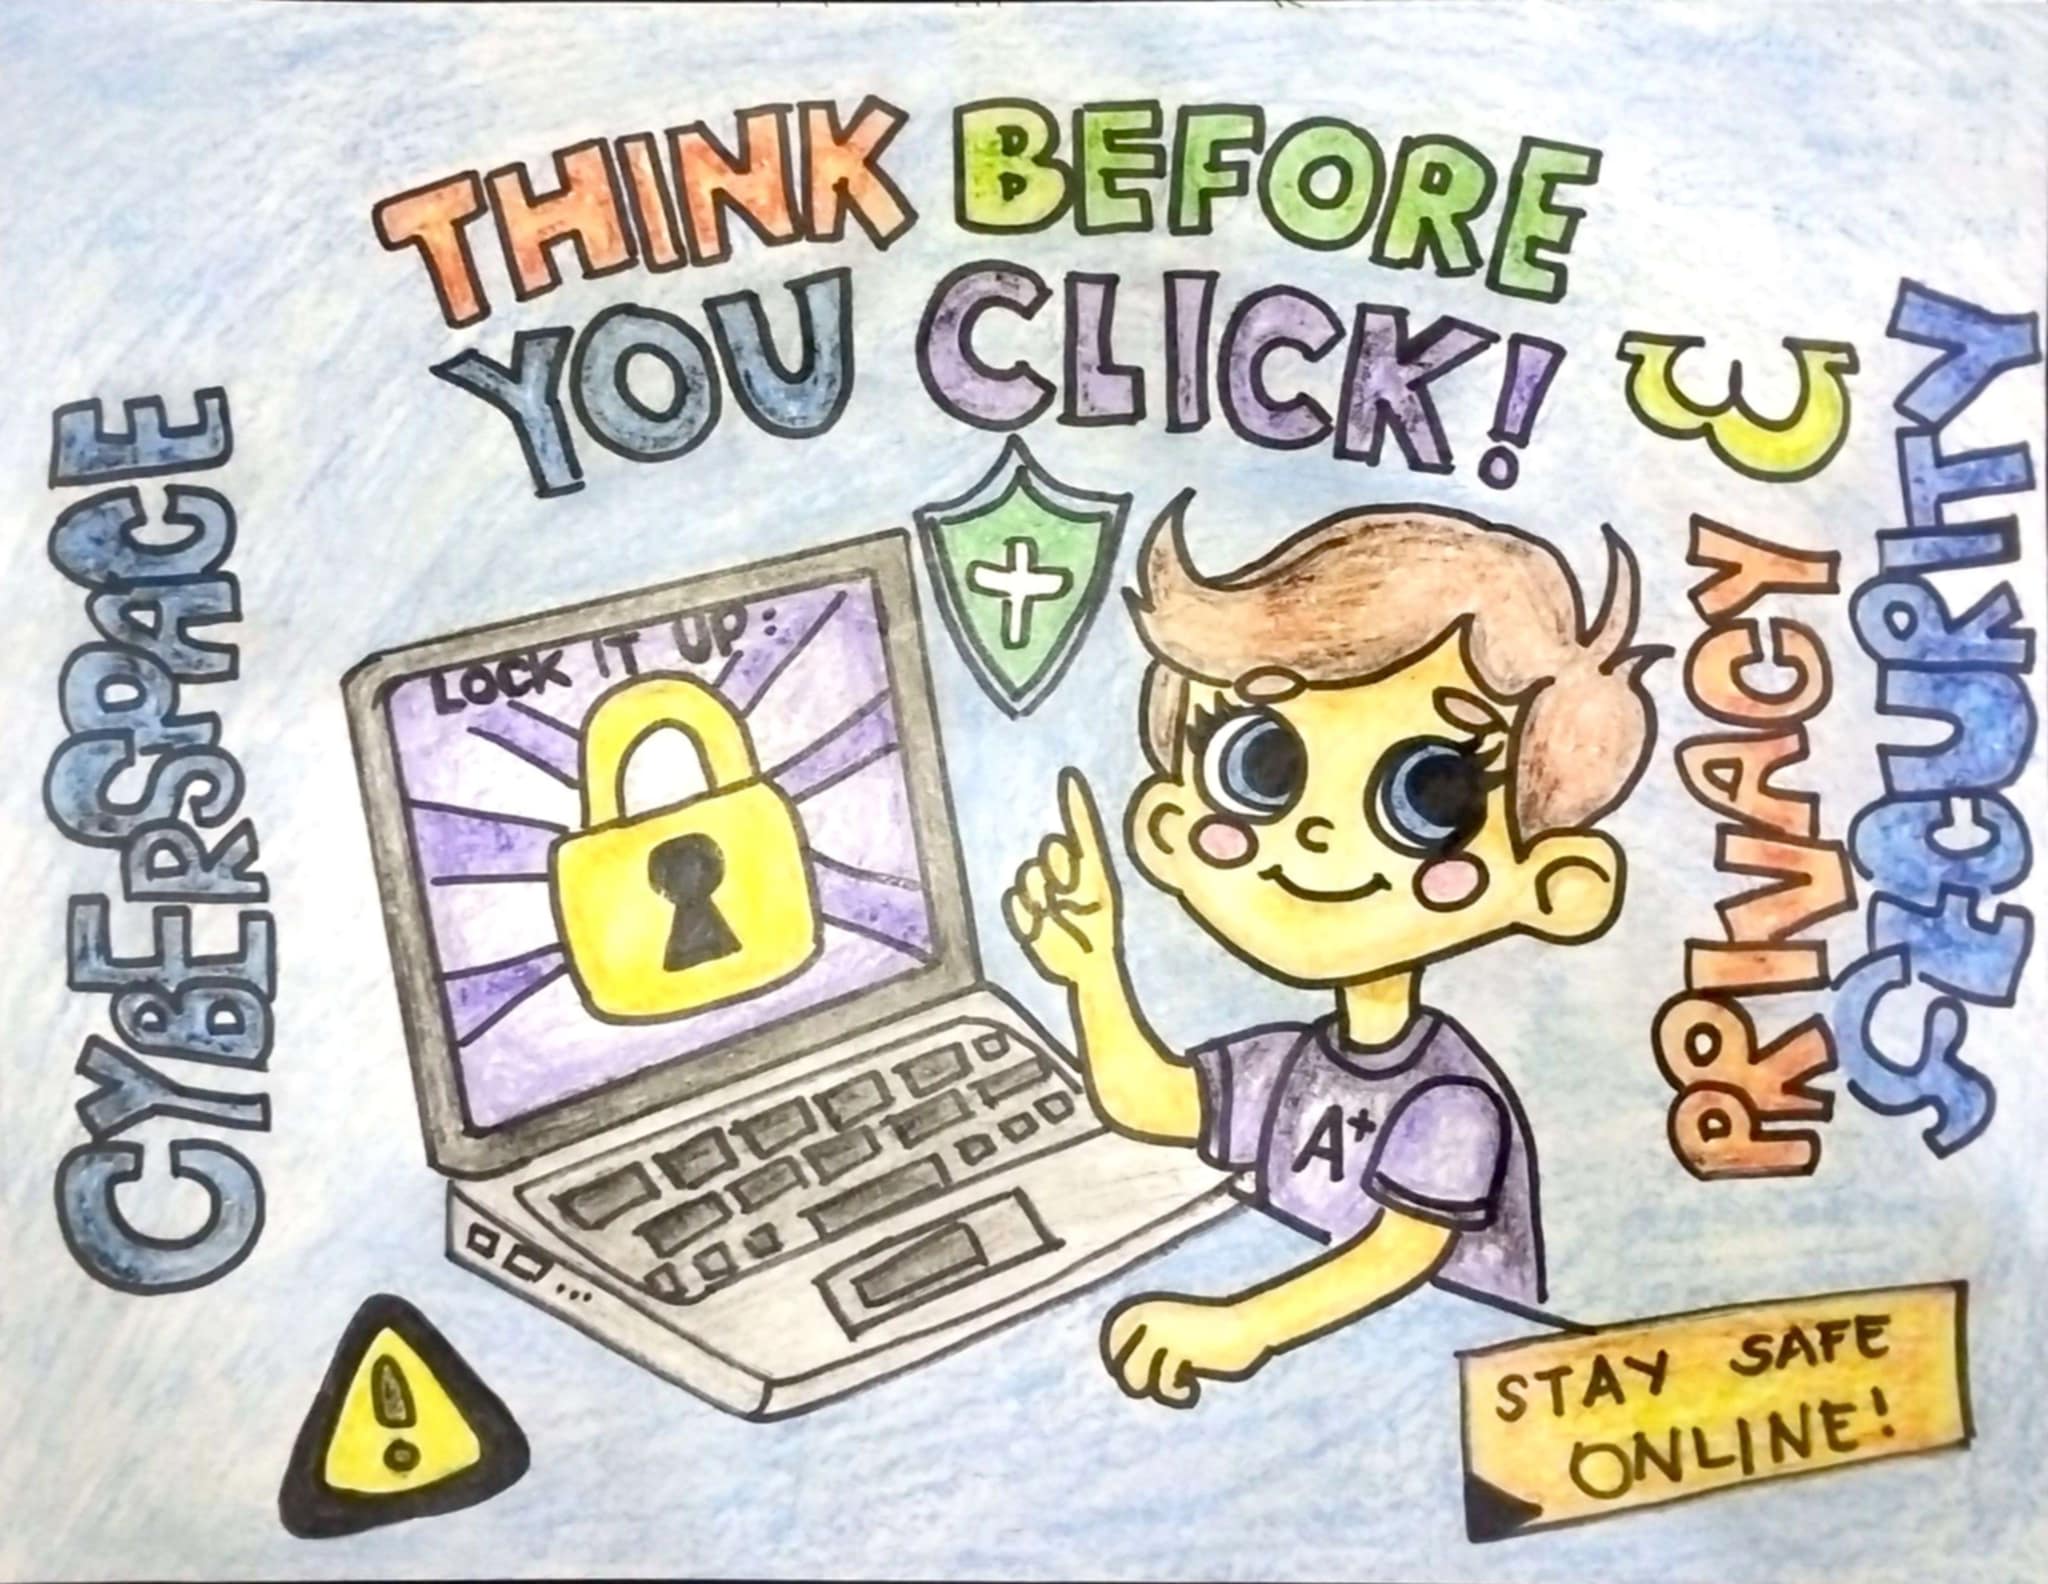 THINK BEFORE
YOU CLICK!
CYBERSPACE
PRIVACY &
SECURITY
LOCK IT UP:
A+
STAY SAFE
ONLINE!